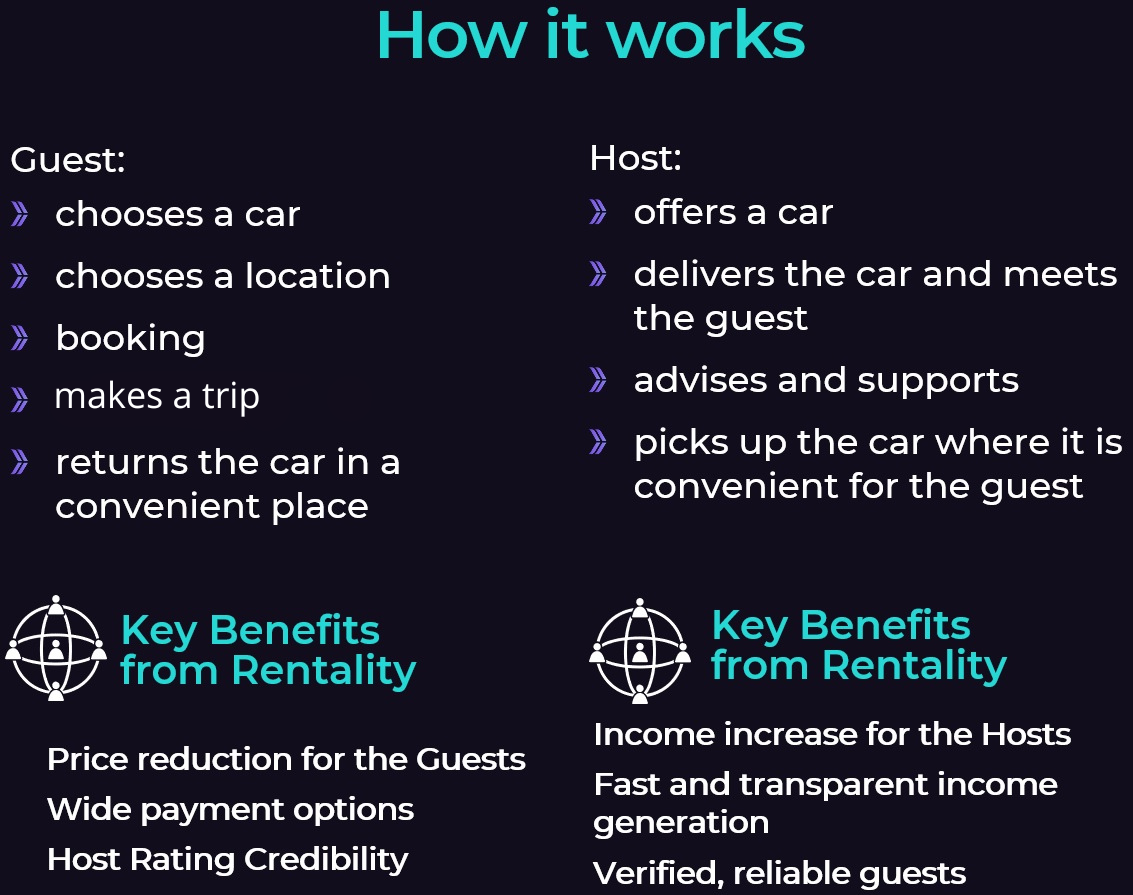 How it works
Guest:
chooses a car
chooses a location
booking
makes a trip
returns the car in a
convenient place
Host:
offers a car
delivers the car and meets
the guest
advises and supports
picks up the car where it is
convenient for the guest
Key Benefits
from Rentality
Price reduction for the Guests
Wide payment options
Host Rating Credibility
Key Benefits
from Rentality
Income increase for the Hosts
Fast and transparent income
generation
Verified, reliable guests